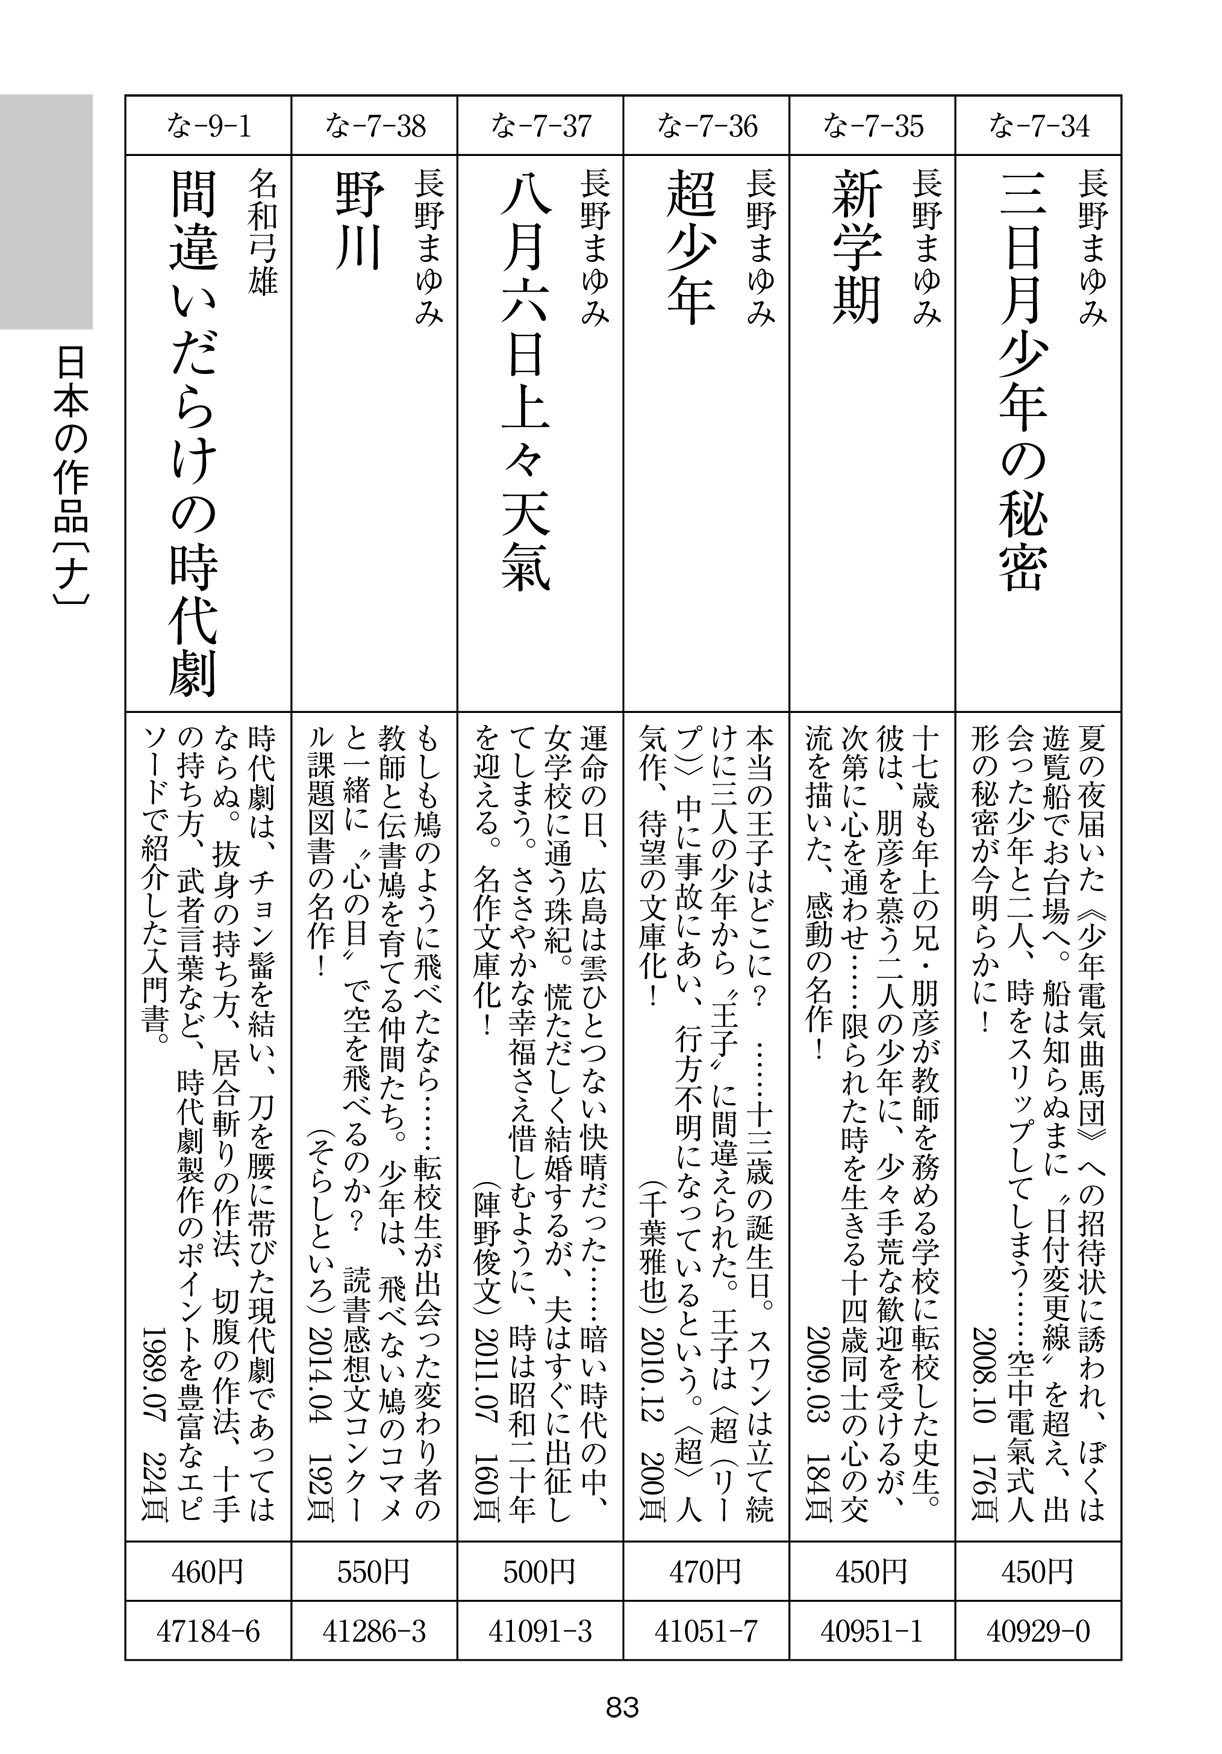 な-7-34
長野まゆみ
三日月少年の秘密
夏の夜届いた《少年電気曲馬団》への招待状に誘われ、ぼくは
遊覧船でお台場へ。船は知らぬまに〝日付変更線〟を超え、出
会った少年と二人、時をスリップしてしまう……空中電氣式人
形の秘密が今明らかに！
2008.10 176頁
450円
40929-0
な-7-35
長野まゆみ
新学期
十七歳も年上の兄・朋彦が教師を務める学校に転校した史生。
彼は、朋彦を慕う二人の少年に、少々手荒な歓迎を受けるが、
次第に心を通わせ……限られた時を生きる十四歳同士の心の交
流を描いた、感動の名作！
2009.03 184頁
450円
40951-1
な-7-36
長野まゆみ
超少年
本当の王子はどこに？ ……十三歳の誕生日。スワンは立て続
けに三人の少年から〝王子〟に間違えられた。王子は〈超（リー
プ）〉中に事故にあい、行方不明になっているという。〈超〉人
気作、待望の文庫化！
（千葉雅也）2010.12 200頁
470円
41051-7
な-7-37
長野まゆみ
八月六日上々天氣
運命の日、広島は雲ひとつない快晴だった……暗い時代の中、
女学校に通う珠紀。慌ただしく結婚するが、夫はすぐに出征し
てしまう。ささやかな幸福さえ惜しむように、時は昭和二十年
を迎える。名作文庫化！
（陣野俊文）2011.07 160頁
500円
41091-3
な-7-38
長野まゆみ
野川
もしも鳩のように飛べたなら……転校生が出会った変わり者の
教師と伝書鳩を育てる仲間たち。少年は、飛べない鳩のコマメ
と一緒に〝心の目〟で空を飛べるのか？ 読書感想文コンクー
ル課題図書の名作！
（そらしといろ）2014.04 192頁
550円
41286-3
な-9-1
名和弓雄
間違いだらけの時代劇
時代劇は、チョン髷を結い、刀を腰に帯びた現代劇であっては
ならぬ。抜身の持ち方、居合斬りの作法、切腹の作法、十手
の持ち方、武者言葉など、時代劇製作のポイントを豊富なエピ
ソードで紹介した入門書。
1989.07 224頁
460円
47184-6
日本の作品〔ナ〕
83